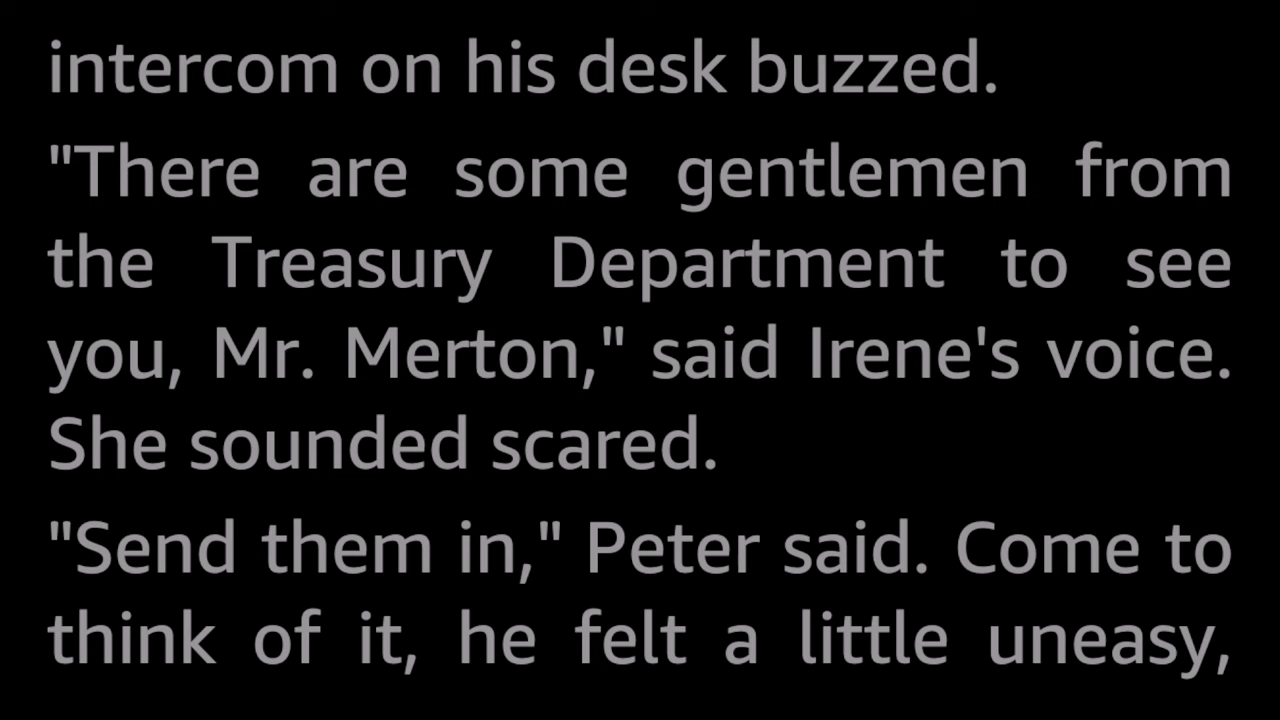 intercom on his desk buzzed.
"There are some gentlemen from
the Treasury Department to see
you, Mr. Merton," said Irene's voice.
She sounded scared.
"Send them in," Peter said. Come to
think of it, he felt a little uneasy,